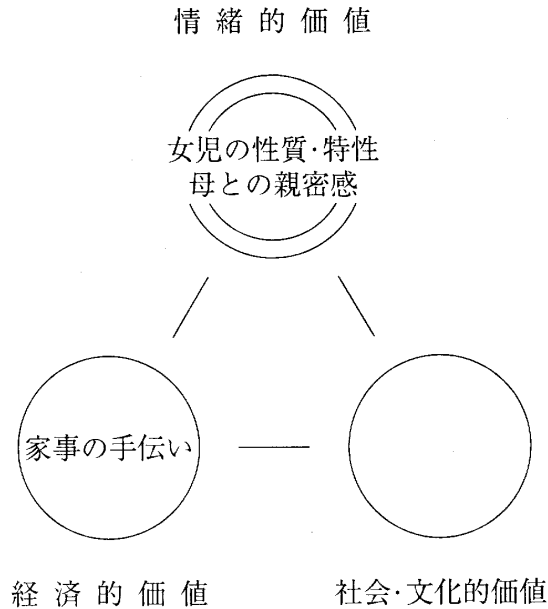 情緒的価値
女児の性質·特性
母との親密感
家事の手伝い
経済的価値
社会·文化的価値